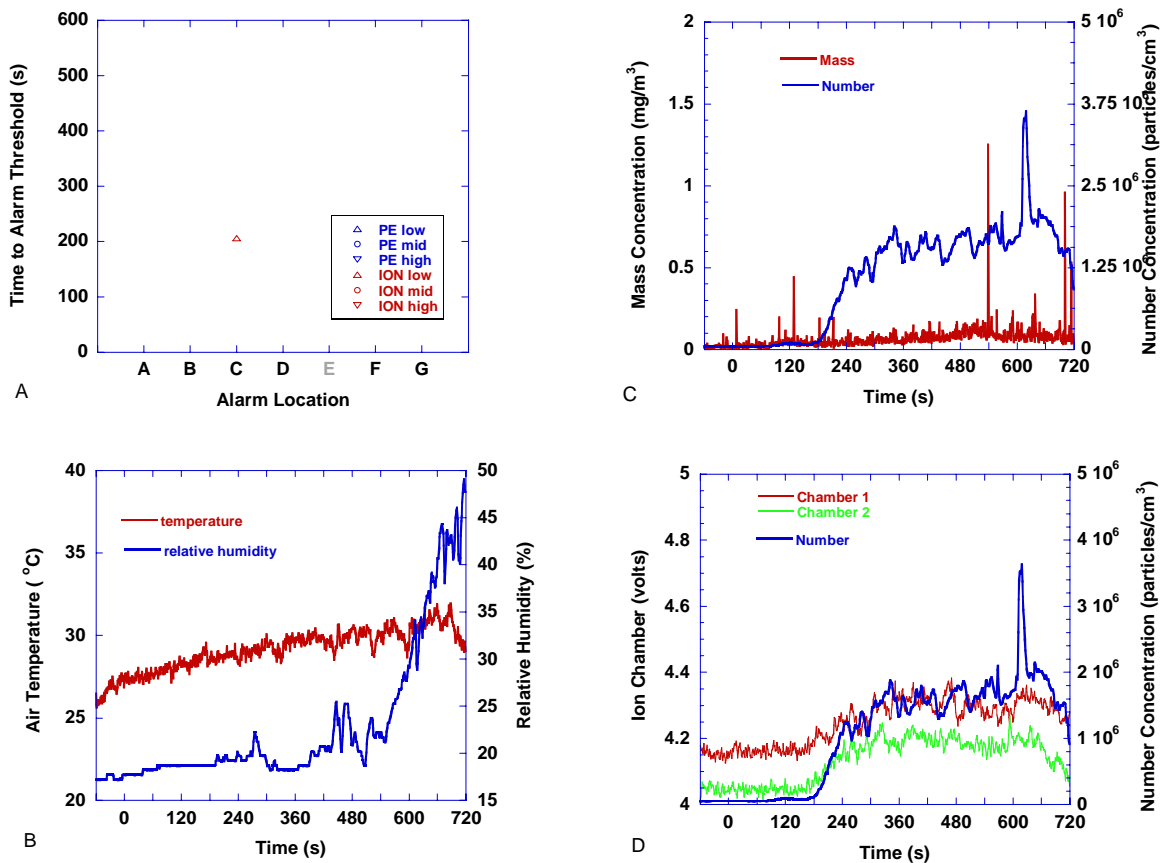 600
500
400
300
200
100
0
Time to Alarm Threshold (s)
PE low
PE mid
PE high
ION low
ION mid
ION high
A B C D E F G
Alarm Location
A
2
1.5
1
0.5
0
Mass Concentration (mg/m3)
Mass
Number
5 10^6
3.75 10^6
2.5 10^6
1.25 10^6
0
Number Concentration (particles/cm3)
0 120 240 360 480 600 720
Time (s)
C
40
35
30
25
20
Air Temperature ( °C)
temperature
relative humidity
50
45
40
35
30
25
20
15
Relative Humidity (%)
0 120 240 360 480 600 720
Time (s)
B
5
4.8
4.6
4.4
4.2
4
Ion Chamber (volts)
Chamber 1
Chamber 2
Number
5 10^6
4 10^6
3 10^6
2 10^6
1 10^6
0
Number Concentration (particles/cm3)
0 120 240 360 480 600 720
Time (s)
D